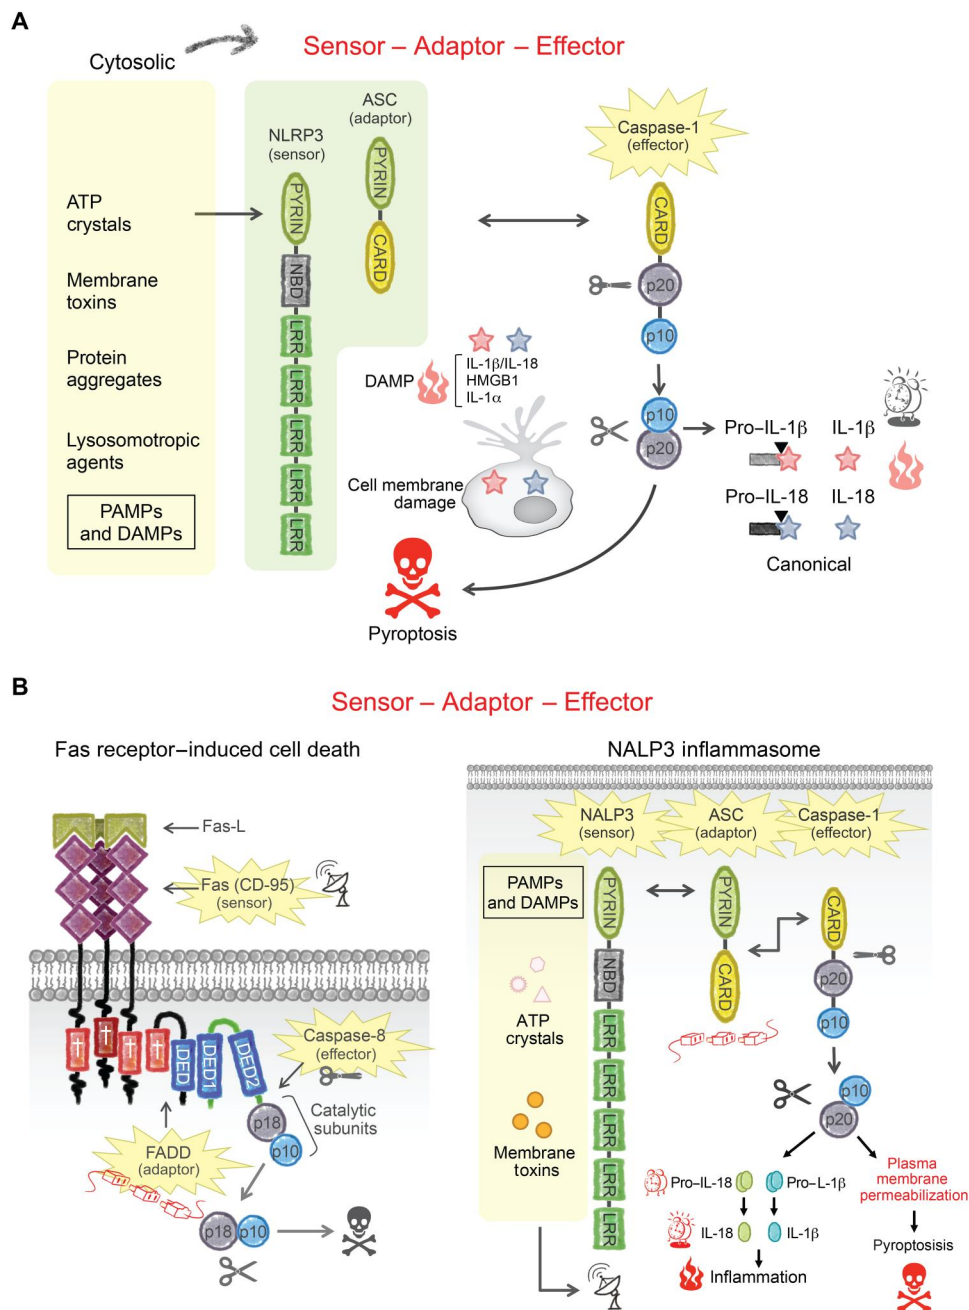 A
Sensor – Adaptor – Effector
Cytosolic
ASC
(adaptor)
NLRP3
(sensor)
Caspase-1
(effector)
PYRIN
PYRIN
CARD
CARD
ATP
crystals
NBD
p20
Membrane
toxins
LRR
p10
LRR
IL-1β/IL-18
DAMP
HMGB1
IL-1α
Protein
aggregates
LRR
p10
p20
Pro–IL-1β
IL-1β
Lysosomotropic
agents
LRR
Cell membrane
damage
Pro–IL-18
IL-18
PAMPs
and DAMPs
LRR
Canonical
Pyroptosis
B
Sensor – Adaptor – Effector
Fas receptor–induced cell death
Fas-L
Fas (CD-95)
(sensor)
DED
DED1
DED2
Caspase-8
(effector)
p18
p10
Catalytic
subunits
FADD
(adaptor)
p18
p10
NALP3 inflammasome
NALP3
(sensor)
ASC
(adaptor)
Caspase-1
(effector)
PAMPs
and DAMPs
PYRIN
PYRIN
CARD
NBD
CARD
p20
p10
ATP
crystals
LRR
LRR
LRR
LRR
LRR
Membrane
toxins
p10
p20
Pro–IL-18
Pro–L-1β
IL-18
IL-1β
Inflammation
Plasma
membrane
permeabilization
Pyroptosisis